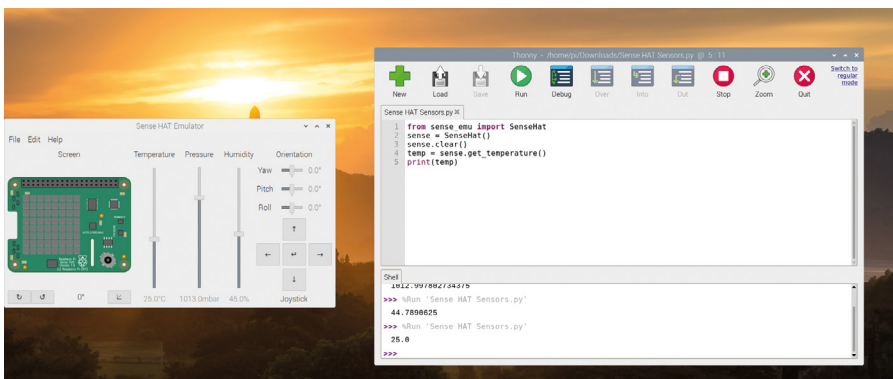 Sense HAT Emulator
File Edit Help
Screen
Temperature Pressure Humidity Orientation
Yaw 0.0°
Pitch 0.0°
Roll 0.0°
↑
← ↵ →
↓
↻ ↺ 0° 25.0°C 1013.0mbar 45.0% Joystick
Thonny - /home/pi/Downloads/Sense HAT Sensors.py @ 5:11
New Load Save Run Debug Over Into Out Stop Zoom Quit
Switch to
regular
mode
Sense HAT Sensors.py
1 from sense_emu import SenseHat
2 sense = SenseHat()
3 sense.clear()
4 temp = sense.get_temperature()
5 print(temp)
Shell
1012.997802734375
>>> %Run 'Sense HAT Sensors.py'
44.7890625
>>> %Run 'Sense HAT Sensors.py'
25.0
>>>